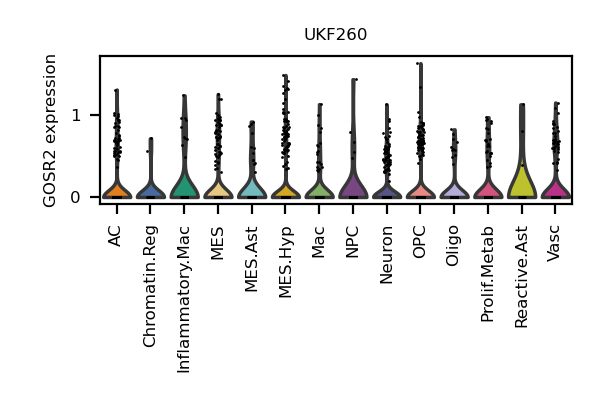 UKF260
GOSR2 expression
1
0
AC
Chromatin.Reg
Inflammatory.Mac
MES
MES.Ast
MES.Hyp
Mac
NPC
Neuron
OPC
Oligo
Prolif.Metab
Reactive.Ast
Vasc